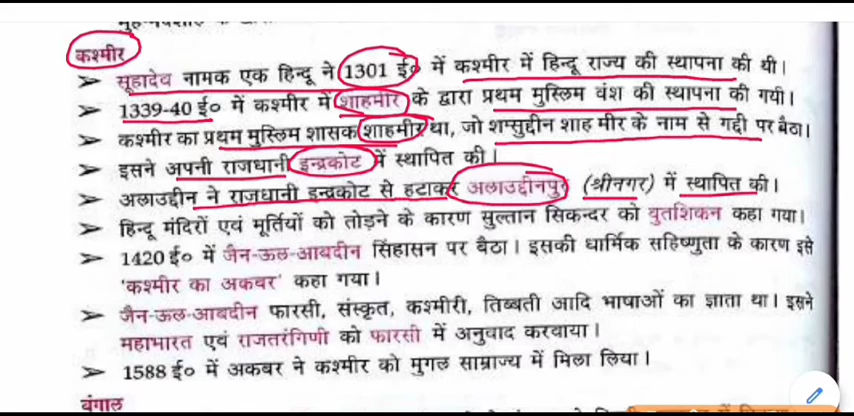 कश्मीर
➤ सूहादेव नामक एक हिन्दू ने 1301 ई० में कश्मीर में हिन्दू राज्य की स्थापना की थी।
➤ 1339-40 ई० में कश्मीर में शाहमीर के द्वारा प्रथम मुस्लिम वंश की स्थापना की गयी।
➤ कश्मीर का प्रथम मुस्लिम शासक शाहमीर था, जो शम्सुद्दीन शाह मीर के नाम से गद्दी पर बैठा।
➤ इसने अपनी राजधानी इन्द्रकोट में स्थापित की।
➤ अलाउद्दीन ने राजधानी इन्द्रकोट से हटाकर अलाउद्दीनपुर (श्रीनगर) में स्थापित की।
➤ हिन्दू मंदिरों एवं मूर्तियों को तोड़ने के कारण सुल्तान सिकन्दर को बुतशिकन कहा गया।
➤ 1420 ई० में जैन-ऊल-आबदीन सिंहासन पर बैठा। इसकी धार्मिक सहिष्णुता के कारण इसे
'कश्मीर का अकबर' कहा गया।
➤ जैन-ऊल-आबदीन फारसी, संस्कृत, कश्मीरी, तिब्बती आदि भाषाओं का ज्ञाता था। इसने
महाभारत एवं राजतरंगिणी को फारसी में अनुवाद करवाया।
➤ 1588 ई० में अकबर ने कश्मीर को मुगल साम्राज्य में मिला लिया।
बंगाल